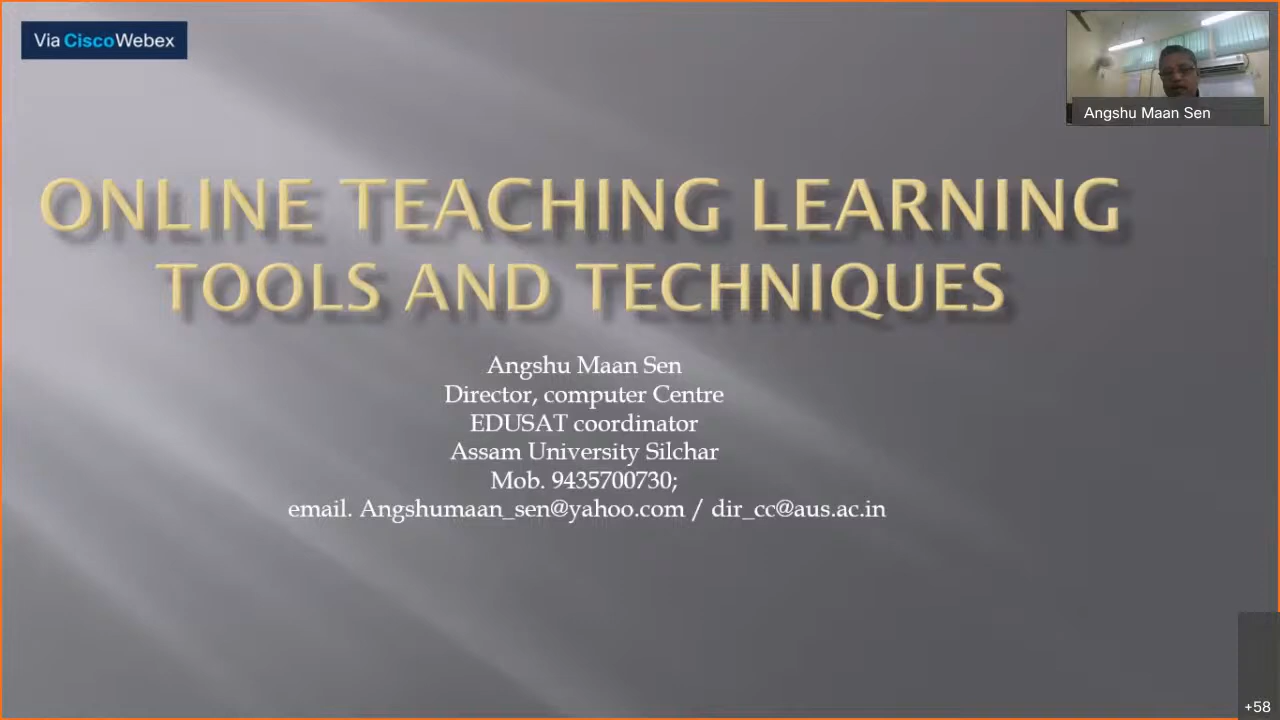 Via CiscoWebex
Angshu Maan Sen
ONLINE TEACHING LEARNING
TOOLS AND TECHNIQUES
Angshu Maan Sen
Director, computer Centre
EDUSAT coordinator
Assam University Silchar
Mob. 9435700730;
email. Angshumaan_sen@yahoo.com / dir_cc@aus.ac.in
+58